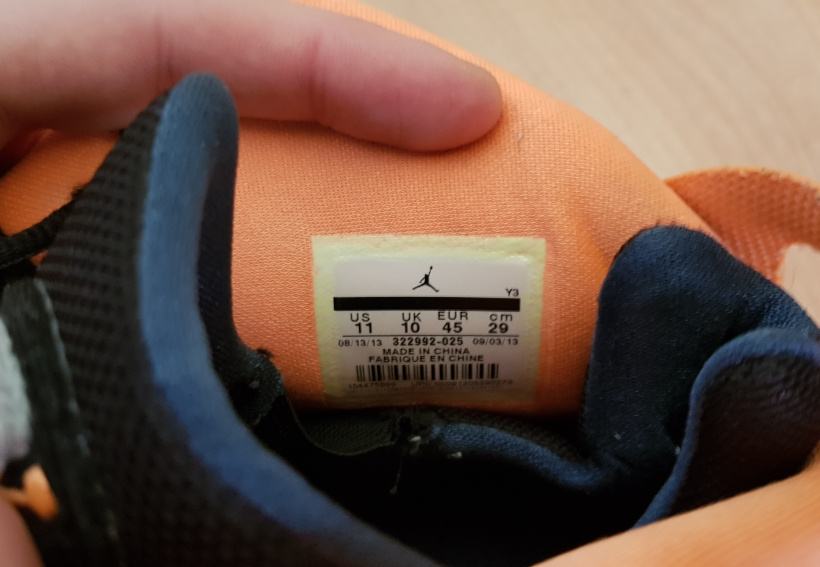 Y3
US UK EUR cm
11 10 45 29
08/13/13 322992-025 09/03/13
MADE IN CHINA
FABRIQUE EN CHINE